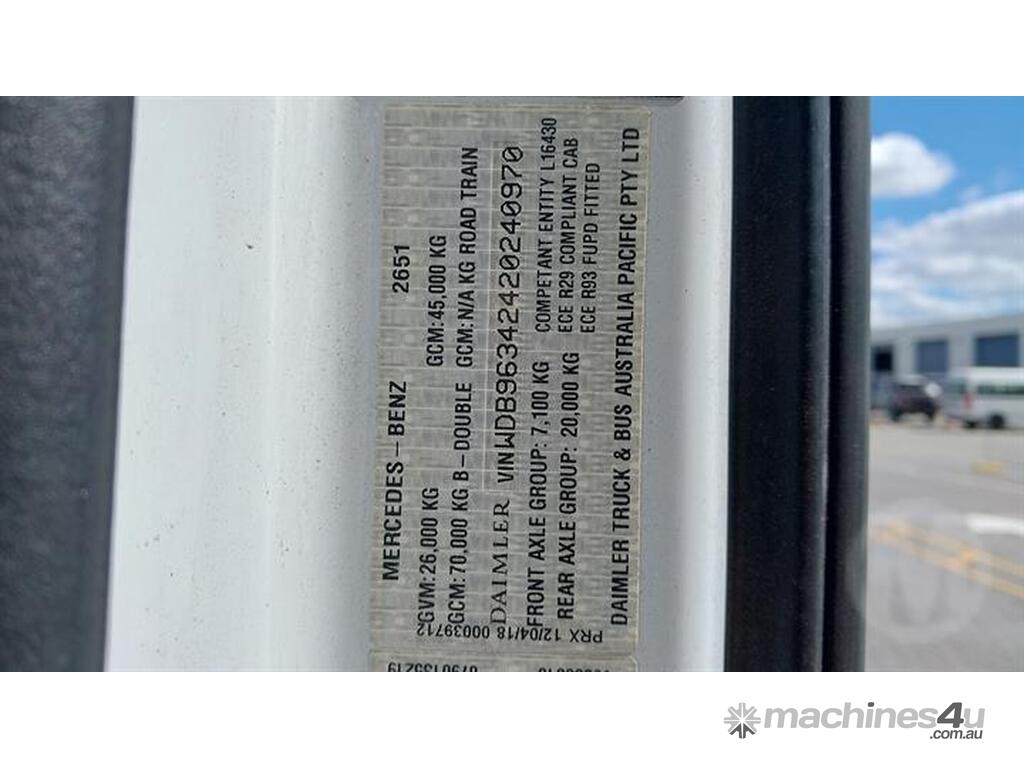 MERCEDES-BENZ 2651
GVM: 26,000 KG GCM: 45,000 KG
GCM: 70,000 KG B-DOUBLE GCM: N/A KG ROAD TRAIN
DAIMLER VIN WDB96342420240970
FRONT AXLE GROUP: 7,100 KG COMPETANT ENTITY L16430
REAR AXLE GROUP: 20,000 KG ECE R29 COMPLIANT CAB
ECE R93 FUPD FITTED
DAIMLER TRUCK & BUS AUSTRALIA PACIFIC PTY LTD
PRX 12/04/18 00039712
machines4u
.com.au